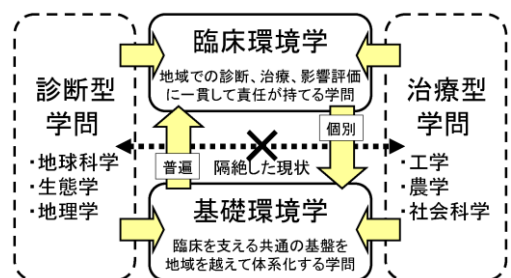 臨床環境学
地域での診断、治療、影響評価
に一貫して責任が持てる学問
診断型
学問
・地球科学
・生態学
・地理学
治療型
学問
・工学
・農学
・社会科学
個別
普遍
隔絶した現状
基礎環境学
臨床を支える共通の基盤を
地域を越えて体系化する学問